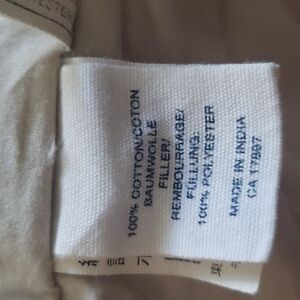 100% COTTON/COTON
BAUMWOLLE
FILLER/
REMBOURRAGE/
FÜLLUNG:
100% POLYESTER
MADE IN INDIA
CA 17897